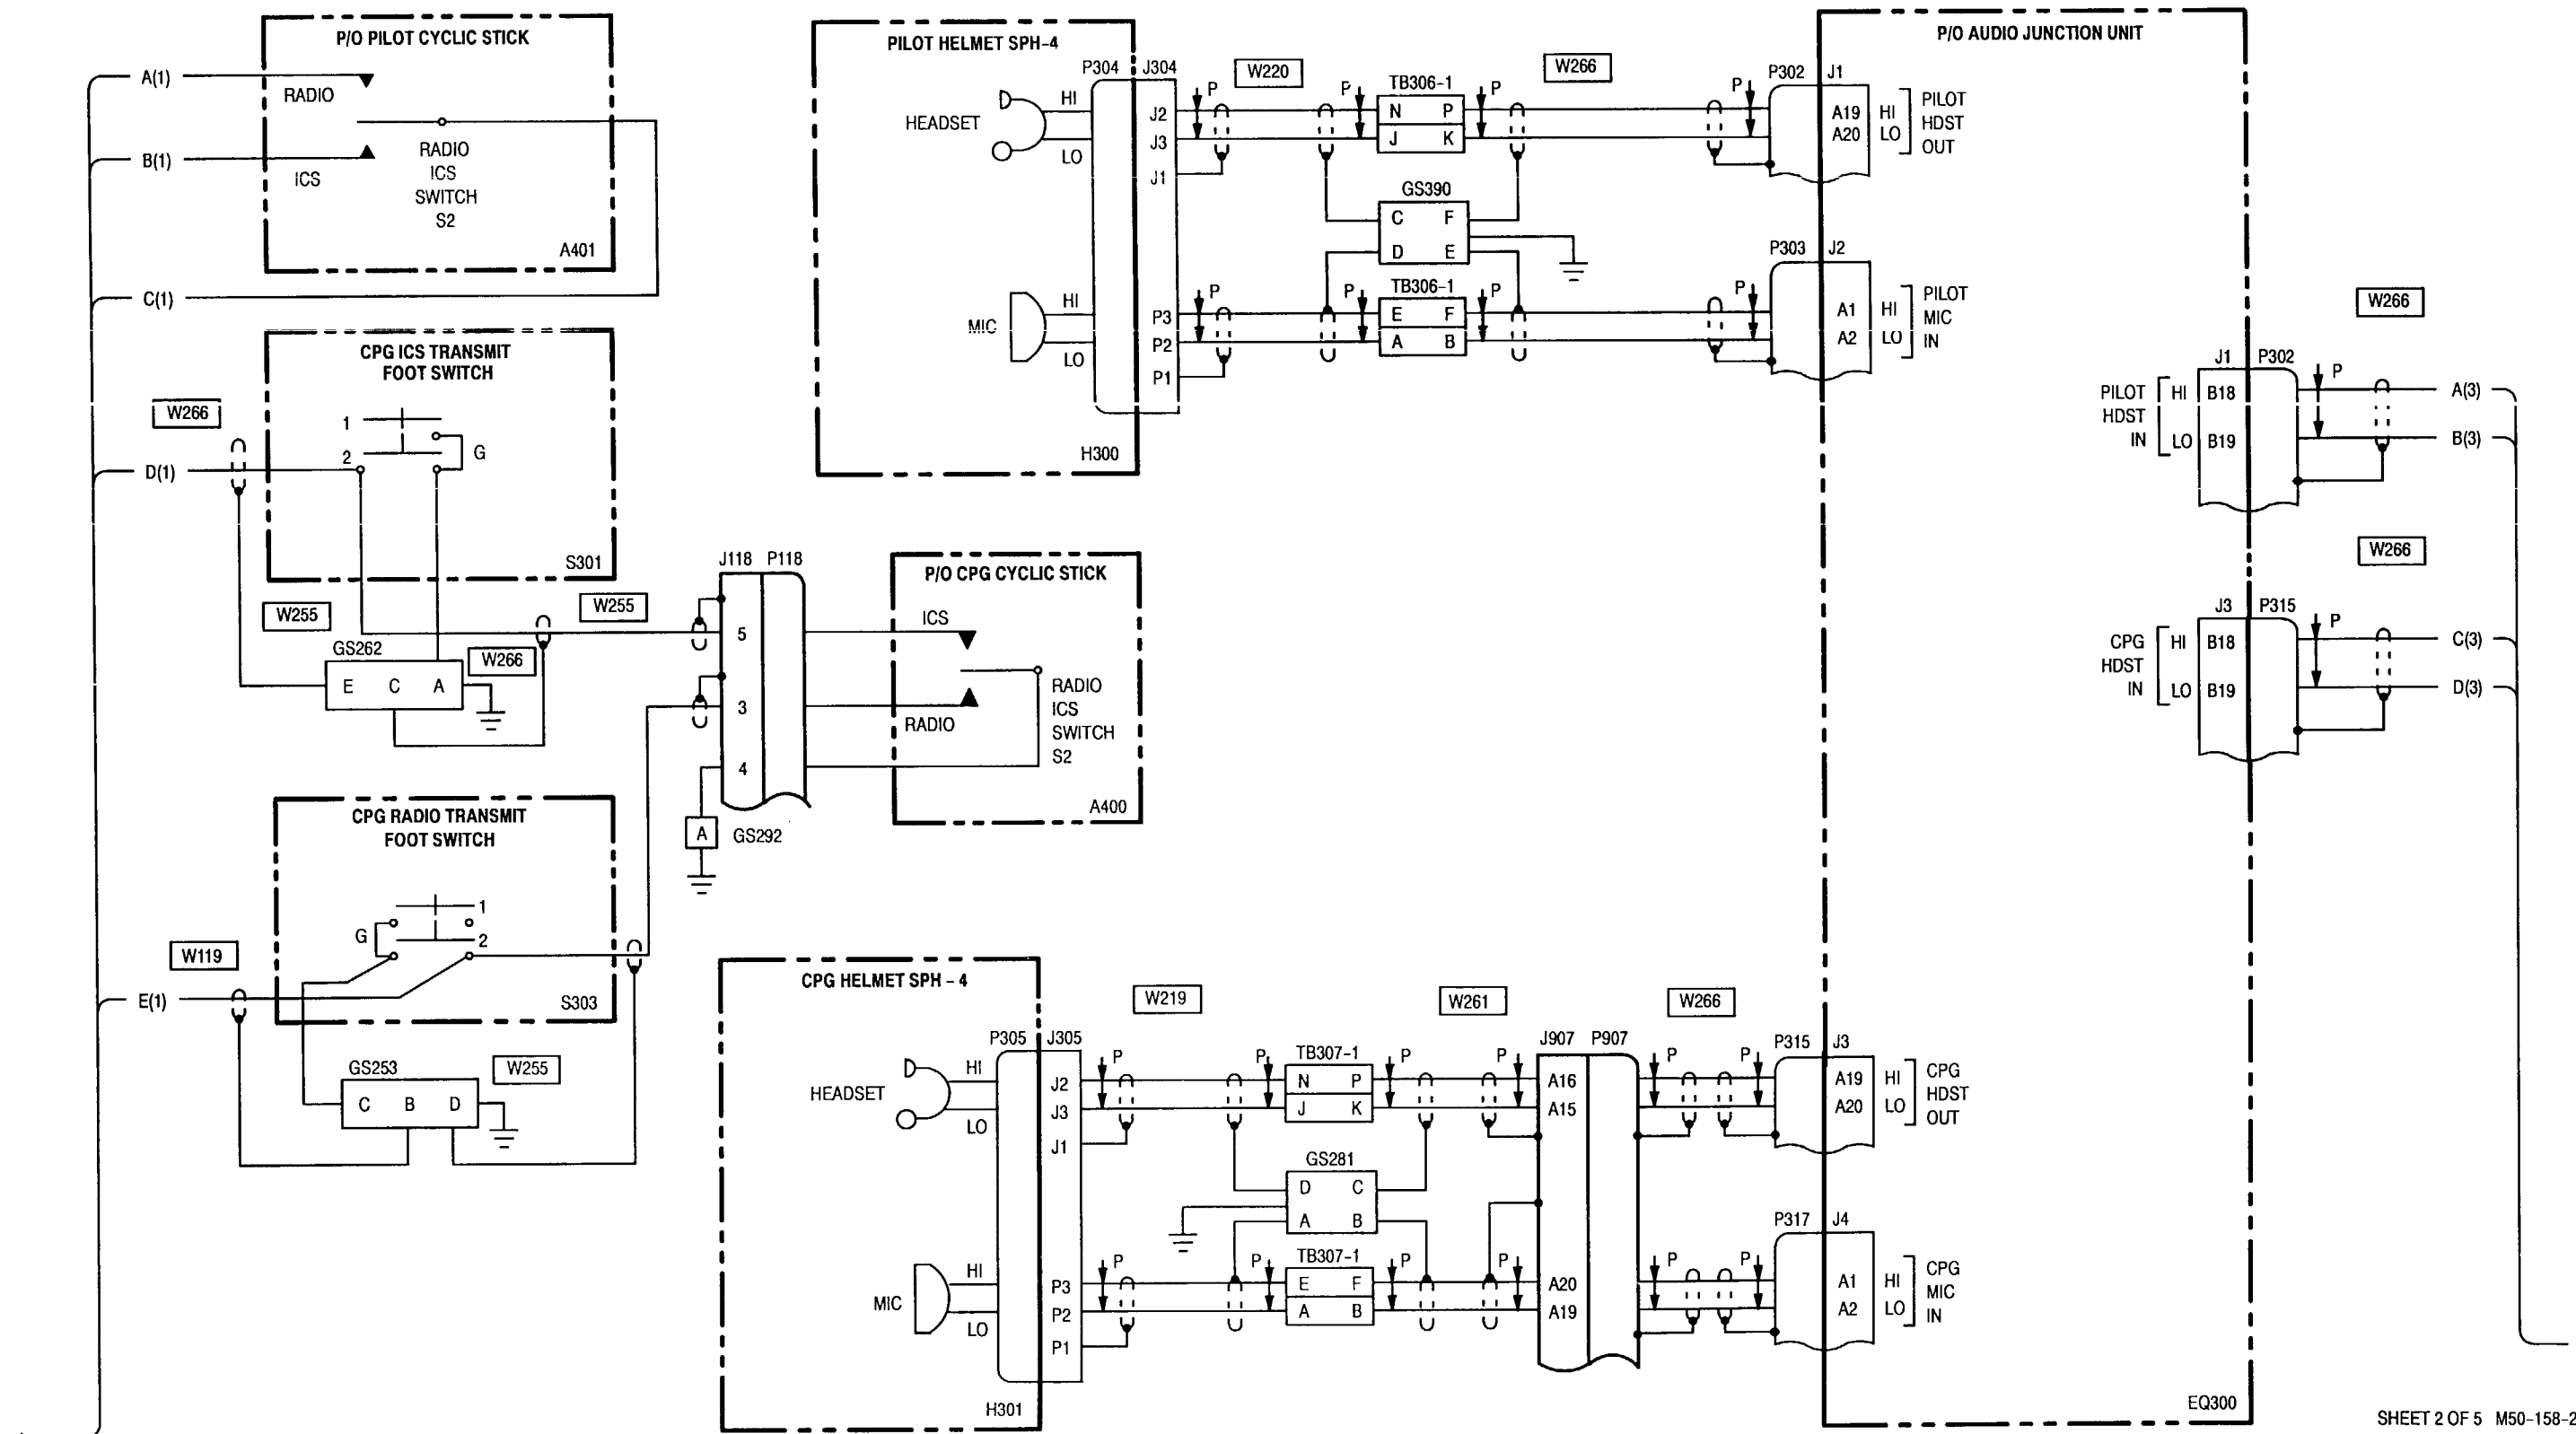 P/O PILOT CYCLIC STICK
A(1)
RADIO
B(1)
ICS
RADIO
ICS
SWITCH
S2
A401
C(1)
CPG ICS TRANSMIT
FOOT SWITCH
W266
1
2
G
D(1)
S301
W255
W255
GS262
W266
E C A
CPG RADIO TRANSMIT
FOOT SWITCH
1
G
2
W119
E(1)
S303
GS253
W255
C B D
J118 P118
5
3
4
A
GS292
P/O CPG CYCLIC STICK
ICS
RADIO
RADIO
ICS
SWITCH
S2
A400
PILOT HELMET SPH-4
P304 J304
HEADSET
HI
LO
J2
J3
J1
MIC
HI
LO
P3
P2
P1
H300
W220
P
P
TB306-1
N P
J K
P
W266
P
GS390
C F
D E
P
P
TB306-1
E F
A B
P
P
P/O AUDIO JUNCTION UNIT
P302 J1
A19 HI
A20 LO
PILOT
HDST
OUT
P303 J2
A1 HI
A2 LO
PILOT
MIC
IN
W266
J1 P302
PILOT
HDST
IN
HI B18
LO B19
P
A(3)
B(3)
W266
J3 P315
CPG
HDST
IN
HI B18
LO B19
P
C(3)
D(3)
CPG HELMET SPH - 4
P305 J305
HEADSET
HI
LO
J2
J3
J1
MIC
HI
LO
P3
P2
P1
H301
W219
P
P
TB307-1
N P
J K
P
W261
P
GS281
D C
A B
P
P
TB307-1
E F
A B
P
P
J907 P907
A16
A15
A20
A19
W266
P
P
P315 J3
A19 HI
A20 LO
CPG
HDST
OUT
P
P
P317 J4
A1 HI
A2 LO
CPG
MIC
IN
EQ300
SHEET 2 OF 5 M50-158-2